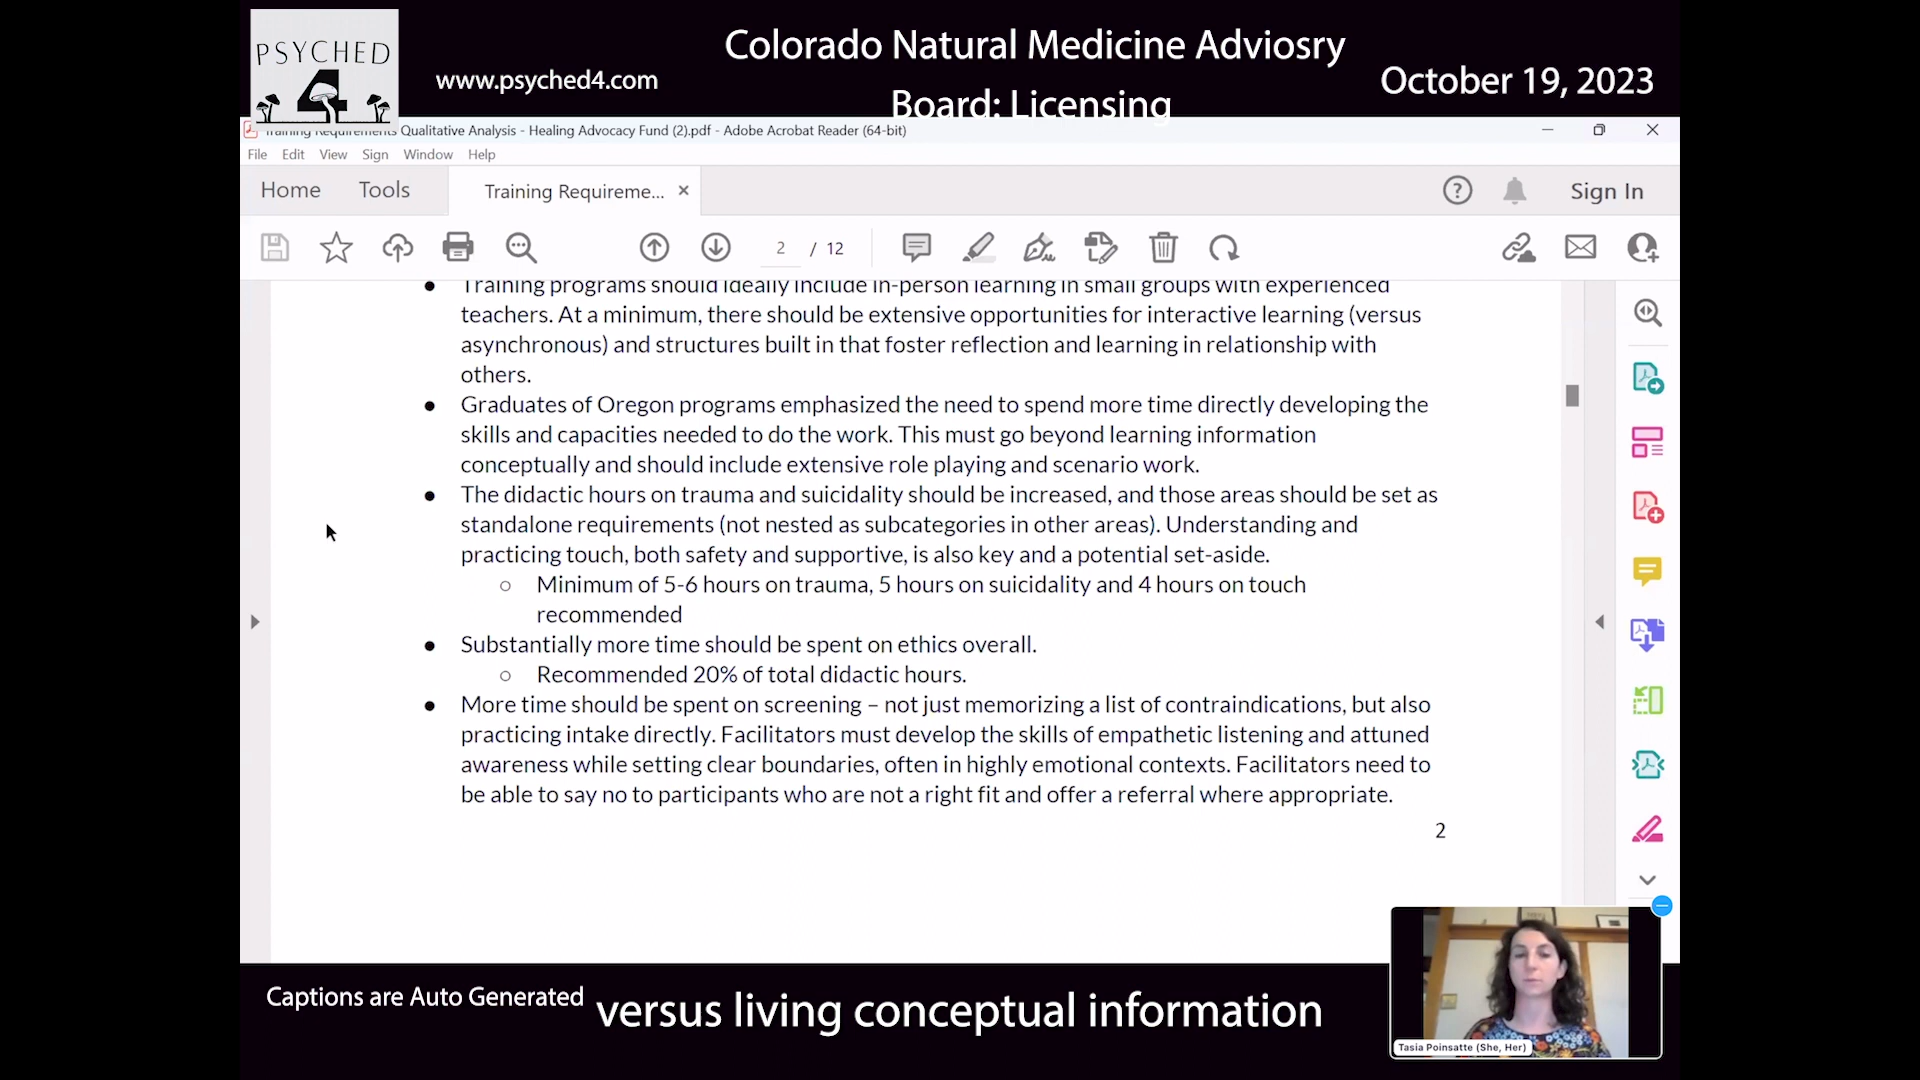 PSYCHED
4
www.psyched4.com
Colorado Natural Medicine Adviosry
Board: Licensing
October 19, 2023
Training Requirements Qualitative Analysis - Healing Advocacy Fund (2).pdf - Adobe Acrobat Reader (64-bit)
File Edit View Sign Window Help
Home Tools Training Requireme... ×
Sign In
2 / 12
Training programs should ideally include in-person learning in small groups with experienced
teachers. At a minimum, there should be extensive opportunities for interactive learning (versus
asynchronous) and structures built in that foster reflection and learning in relationship with
others.
● Graduates of Oregon programs emphasized the need to spend more time directly developing the
skills and capacities needed to do the work. This must go beyond learning information
conceptually and should include extensive role playing and scenario work.
● The didactic hours on trauma and suicidality should be increased, and those areas should be set as
standalone requirements (not nested as subcategories in other areas). Understanding and
practicing touch, both safety and supportive, is also key and a potential set-aside.
○ Minimum of 5-6 hours on trauma, 5 hours on suicidality and 4 hours on touch
recommended
● Substantially more time should be spent on ethics overall.
○ Recommended 20% of total didactic hours.
● More time should be spent on screening – not just memorizing a list of contraindications, but also
practicing intake directly. Facilitators must develop the skills of empathetic listening and attuned
awareness while setting clear boundaries, often in highly emotional contexts. Facilitators need to
be able to say no to participants who are not a right fit and offer a referral where appropriate.
2
Captions are Auto Generated
versus living conceptual information
Tasia Poinsatte (She, Her)